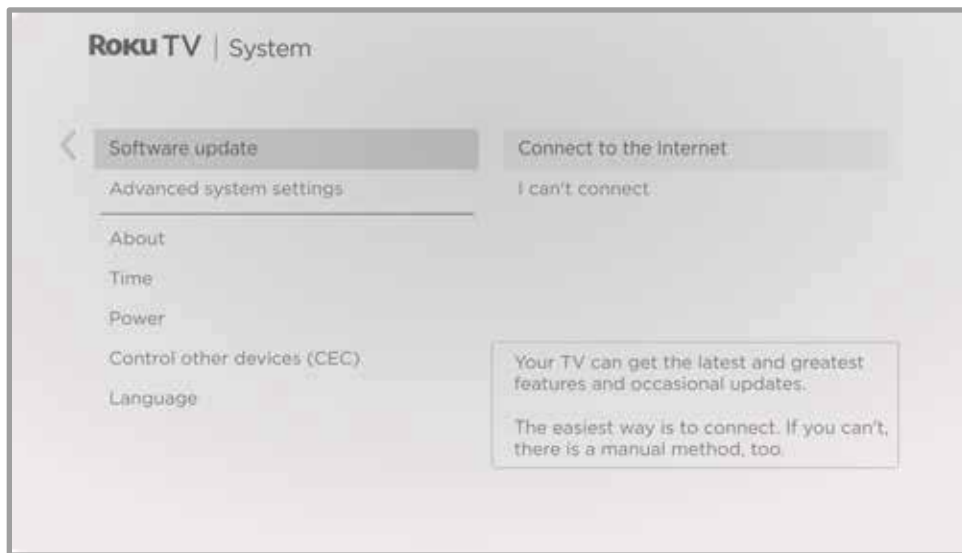 Roku TV | System
Software update
Advanced system settings
About
Time
Power
Control other devices (CEC)
Language
Connect to the Internet
I can't connect
Your TV can get the latest and greatest
features and occasional updates.
The easiest way is to connect. If you can't,
there is a manual method, too.